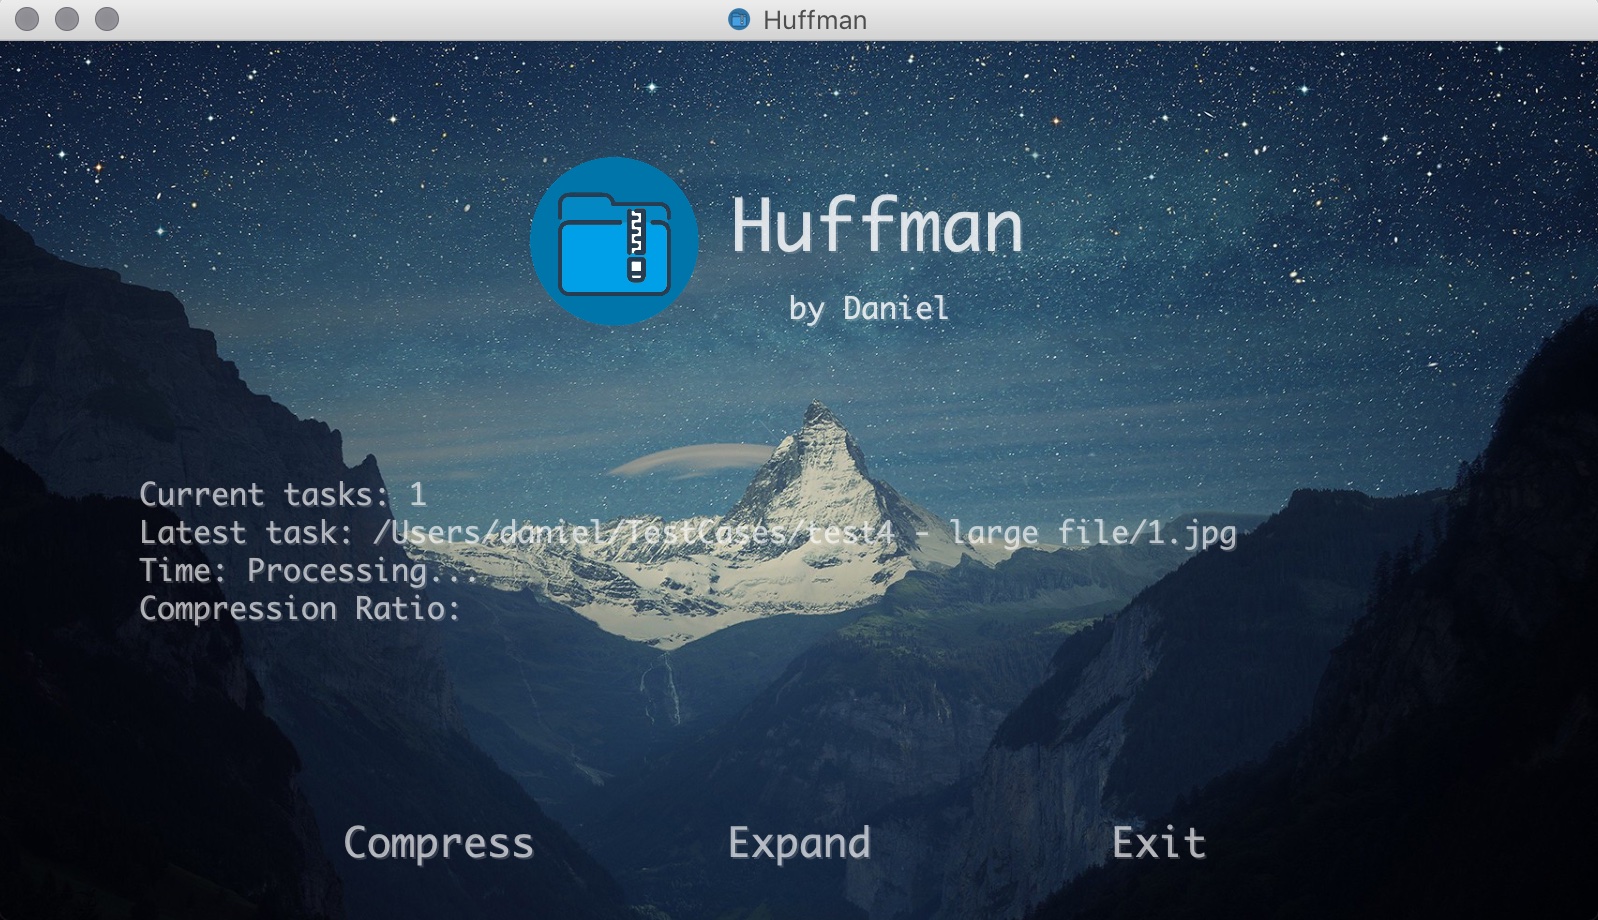 Huffman
Huffman
by Daniel
Current tasks: 1
Latest task: /Users/daniel/TestCases/test4 - large file/1.jpg
Time: Processing...
Compression Ratio:
Compress
Expand
Exit